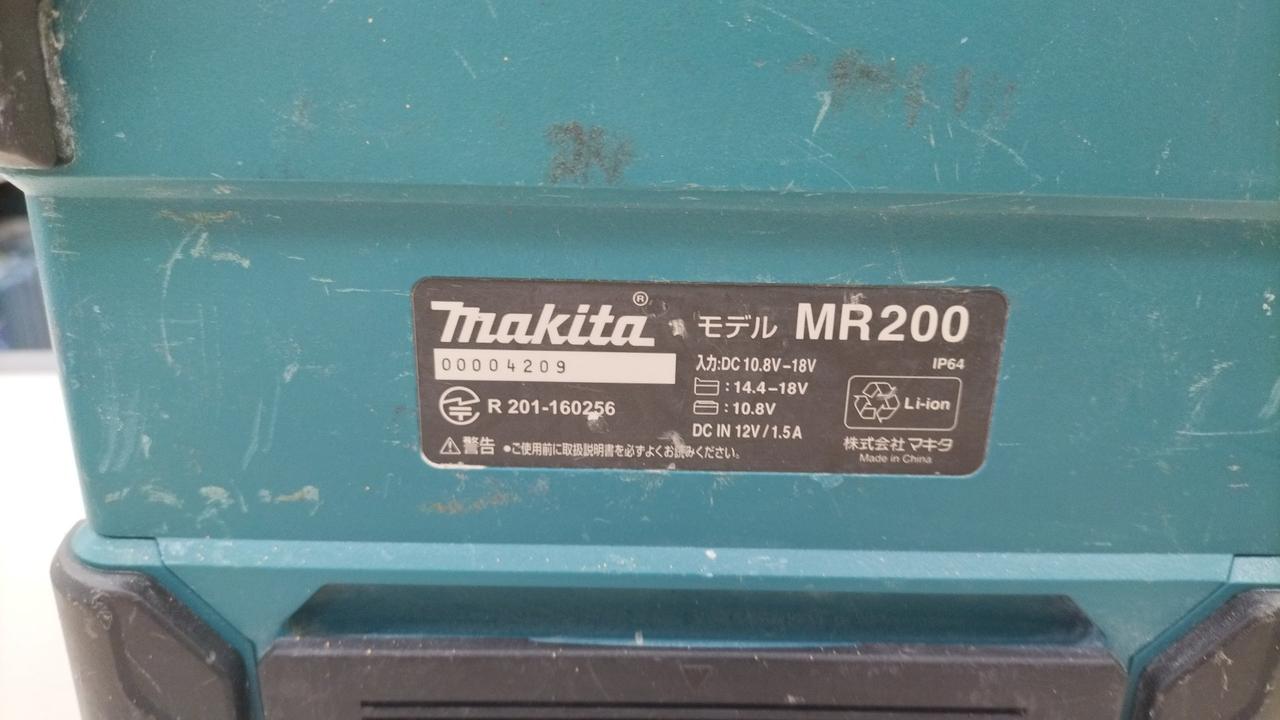 makita® モデル MR200
00004209
入力:DC 10.8V-18V IP64
:14.4-18V
:10.8V
R 201-160256
Li-ion
DC IN 12V/1.5A
株式会社 マキタ
Made in China
警告 ●ご使用前に取扱説明書を必ずよくお読みください。